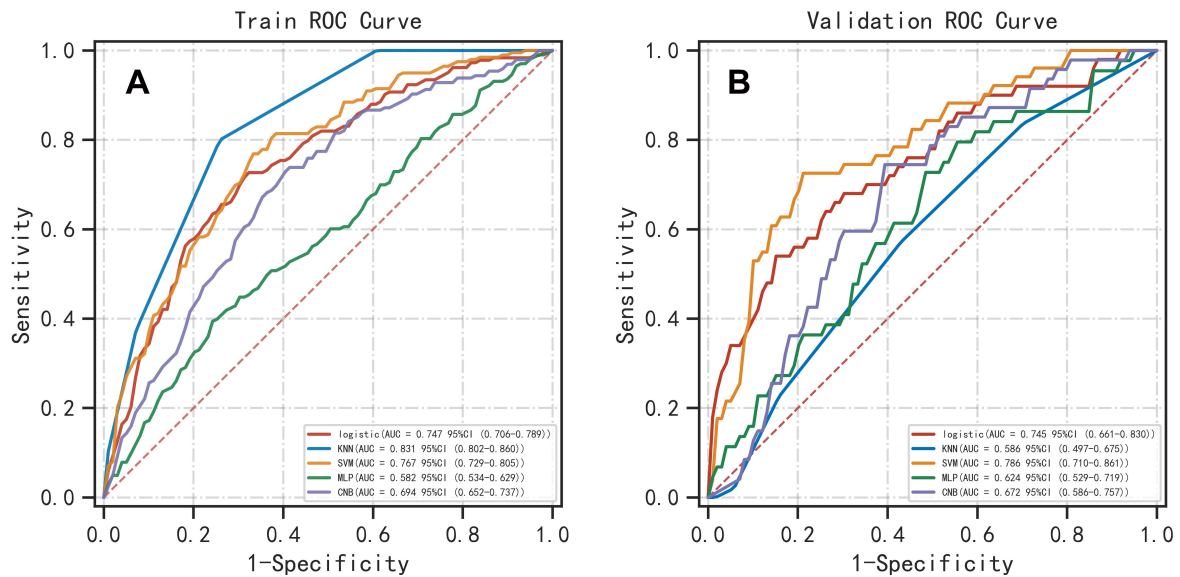 Train ROC Curve
A
Sensitivity
1.0
0.8
0.6
0.4
0.2
0.0
logistic(AUC = 0.747 95%CI (0.706-0.789))
KNN(AUC = 0.831 95%CI (0.802-0.860))
SVM(AUC = 0.767 95%CI (0.729-0.805))
MLP(AUC = 0.582 95%CI (0.534-0.629))
CNB(AUC = 0.694 95%CI (0.652-0.737))
0.0 0.2 0.4 0.6 0.8 1.0
1-Specificity
Validation ROC Curve
B
Sensitivity
1.0
0.8
0.6
0.4
0.2
0.0
logistic(AUC = 0.745 95%CI (0.661-0.830))
KNN(AUC = 0.586 95%CI (0.497-0.675))
SVM(AUC = 0.786 95%CI (0.710-0.861))
MLP(AUC = 0.624 95%CI (0.529-0.719))
CNB(AUC = 0.672 95%CI (0.586-0.757))
0.0 0.2 0.4 0.6 0.8 1.0
1-Specificity